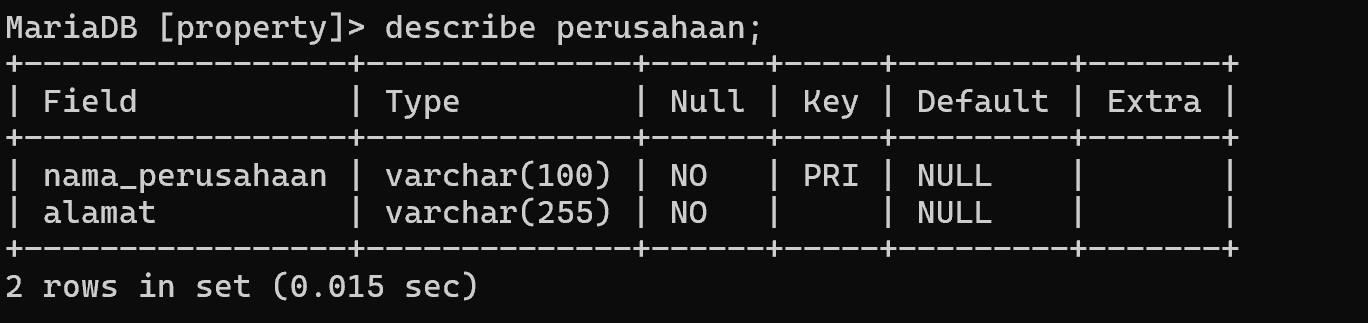 MariaDB [property]> describe perusahaan;
+-----------------+--------------+------+-----+---------+-------+
| Field           | Type         | Null | Key | Default | Extra |
+-----------------+--------------+------+-----+---------+-------+
| nama_perusahaan | varchar(100) | NO   | PRI | NULL    |       |
| alamat          | varchar(255) | NO   |     | NULL    |       |
+-----------------+--------------+------+-----+---------+-------+
2 rows in set (0.015 sec)